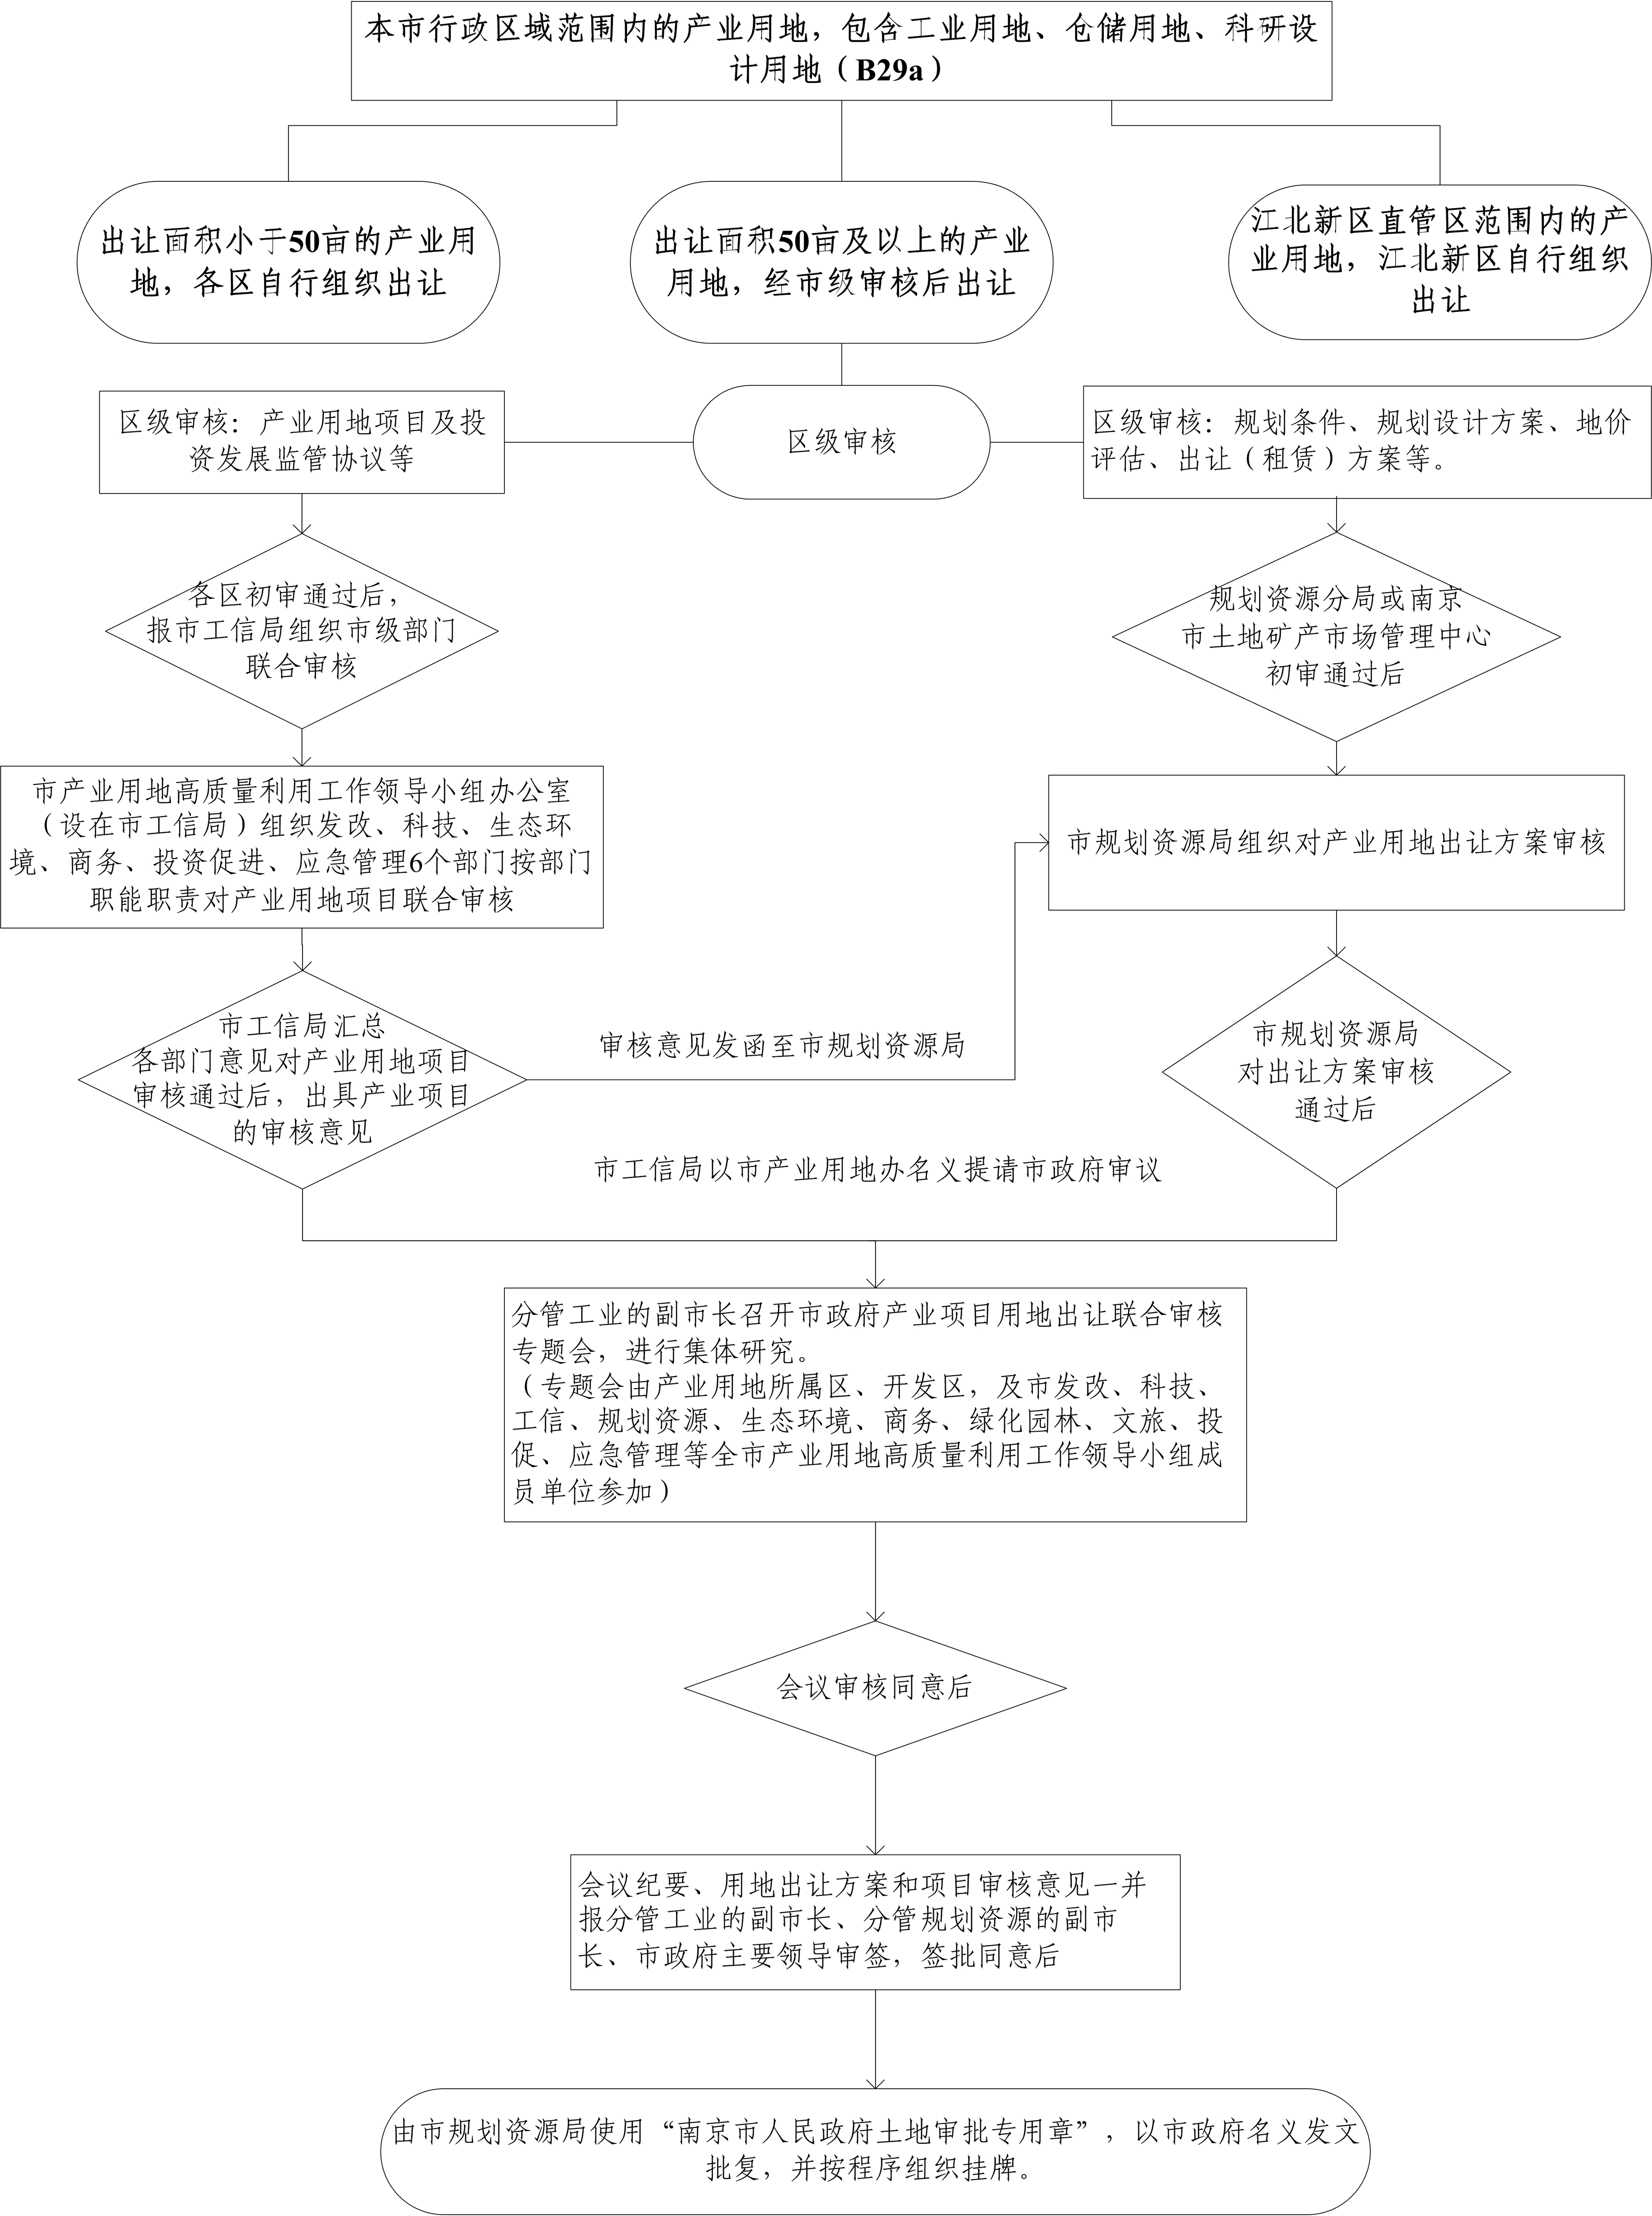 本市行政区域范围内的产业用地，包含工业用地、仓储用地、科研设
计用地（B29a）
出让面积小于50亩的产业用
地，各区自行组织出让
出让面积50亩及以上的产业
用地，经市级审核后出让
江北新区直管区范围内的产
业用地，江北新区自行组织
出让
区级审核：产业用地项目及投
资发展监管协议等
区级审核
区级审核：规划条件、规划设计方案、地价
评估、出让（租赁）方案等。
各区初审通过后，
报市工信局组织市级部门
联合审核
规划资源分局或南京
市土地矿产市场管理中心
初审通过后
市产业用地高质量利用工作领导小组办公室
（设在市工信局）组织发改、科技、生态环
境、商务、投资促进、应急管理6个部门按部门
职能职责对产业用地项目联合审核
市规划资源局组织对产业用地出让方案审核
市工信局汇总
各部门意见对产业用地项目
审核通过后，出具产业项目
的审核意见
审核意见发函至市规划资源局
市规划资源局
对出让方案审核
通过后
市工信局以市产业用地办名义提请市政府审议
分管工业的副市长召开市政府产业项目用地出让联合审核
专题会，进行集体研究。
（专题会由产业用地所属区、开发区，及市发改、科技、
工信、规划资源、生态环境、商务、绿化园林、文旅、投
促、应急管理等全市产业用地高质量利用工作领导小组成
员单位参加）
会议审核同意后
会议纪要、用地出让方案和项目审核意见一并
报分管工业的副市长、分管规划资源的副市
长、市政府主要领导审签，签批同意后
由市规划资源局使用“南京市人民政府土地审批专用章”，以市政府名义发文
批复，并按程序组织挂牌。